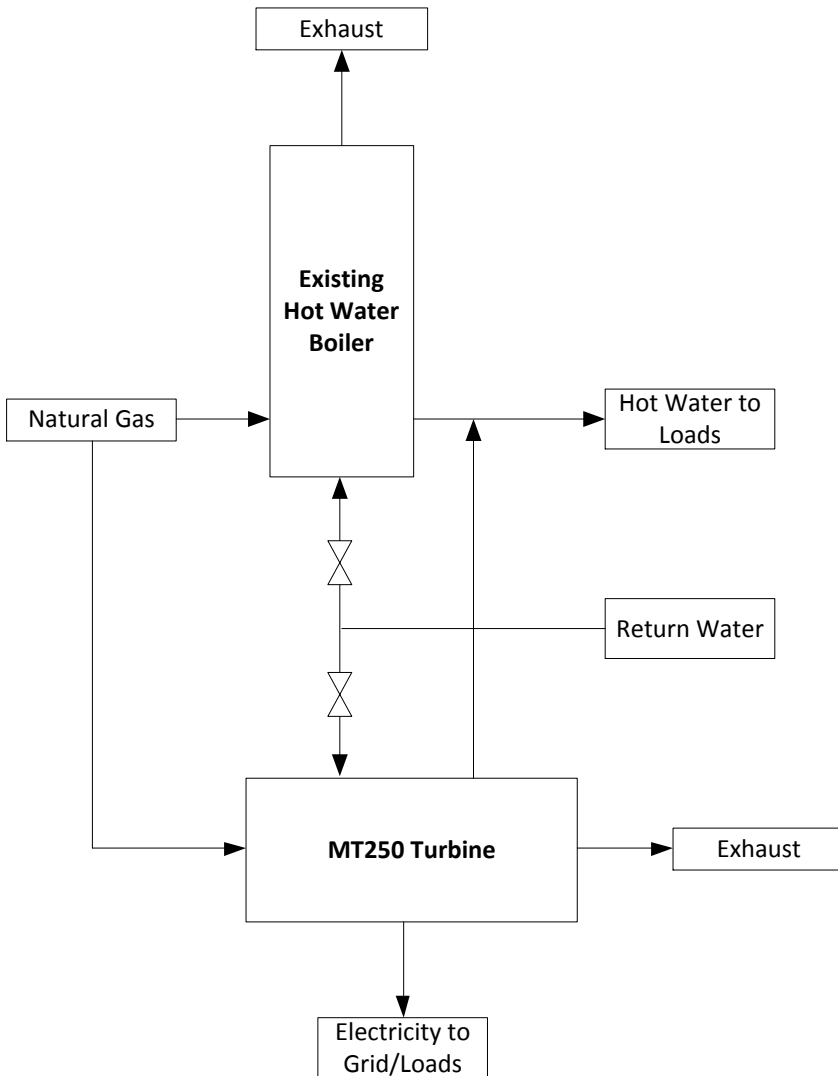 Exhaust
Existing
Hot Water
Boiler
Natural Gas
Hot Water to
Loads
Return Water
MT250 Turbine
Exhaust
Electricity to
Grid/Loads